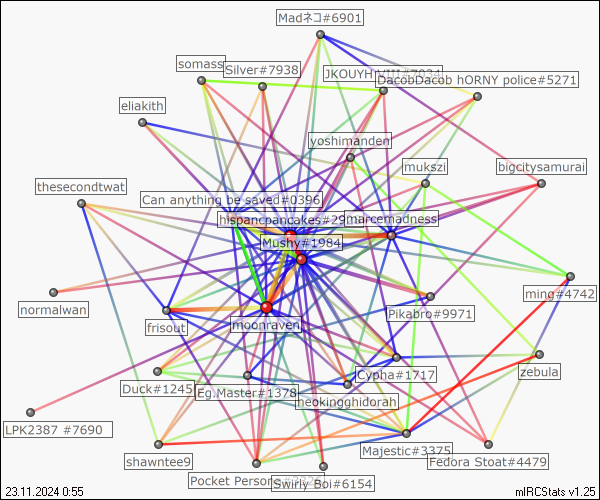 Madネコ#6901
somass
Silver#7938
JKOUYH
DacobDacob hORNY police#5271
eliakith
yoshimanden
mukszi
bigcitysamurai
thesecondtwat
Can anything be saved#0396
hispancpancakes#29
marcemadness
Mushy#1984
ming#4742
normalwan
Pikabro#9971
frisout
moonraven
zebula
Cypha#1717
Duck#1245
Eg.Master#1378
heokingghidorah
LPK2387 #7690
Majestic#3375
shawntee9
Fedora Stoat#4479
Pocket Person
Swirly Boi#6154
23.11.2024 0:55
mIRCStats v1.25